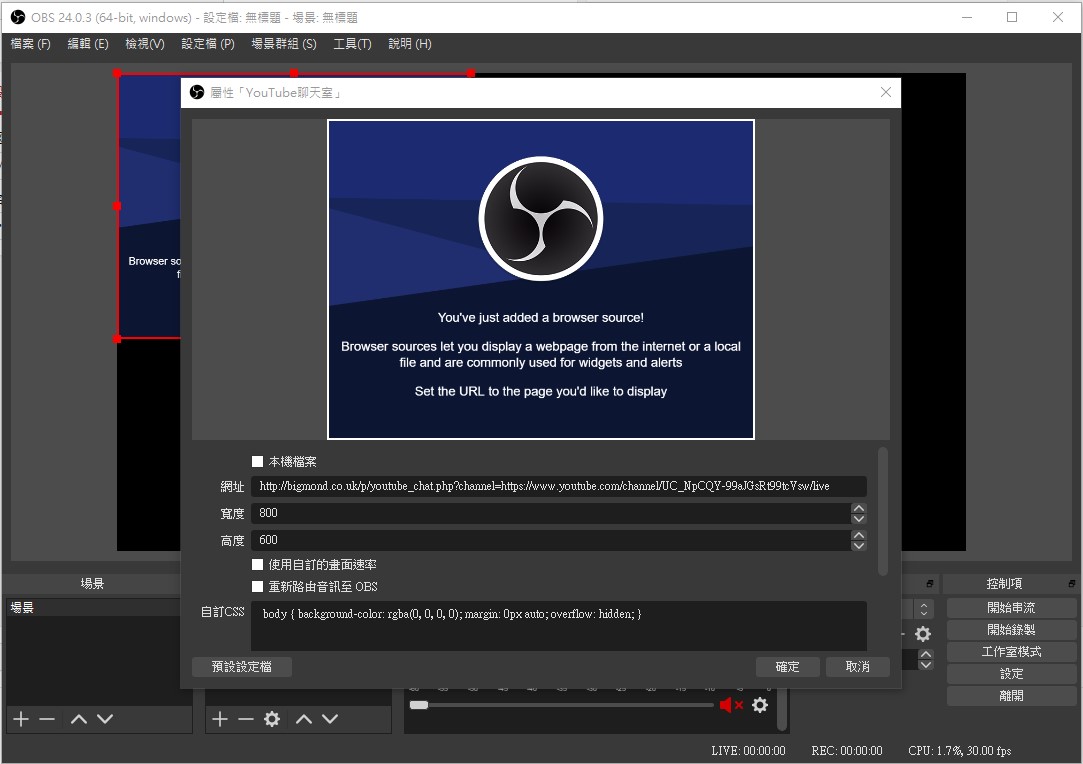 OBS 24.0.3 (64-bit, windows) - 設定檔: 無標題 - 場景: 無標題
檔案 (F) 編輯 (E) 檢視(V) 設定檔 (P) 場景群組 (S) 工具(T) 說明 (H)
屬性「YouTube聊天室」
Browser so
You've just added a browser source!
Browser sources let you display a webpage from the internet or a local
file and are commonly used for widgets and alerts
Set the URL to the page you'd like to display
本機檔案
網址 http://bigmond.co.uk/p/youtube_chat.php?channel=https://www.youtube.com/channel/UC_NpCQY-99aJGsRt99tcVsw/live
寬度 800
高度 600
使用自訂的畫面速率
重新路由音訊至 OBS
自訂CSS body { background-color: rgba(0, 0, 0, 0); margin: 0px auto; overflow: hidden; }
預設設定檔 確定 取消
場景
場景
控制項
開始串流
開始錄製
工作室模式
設定
離開
LIVE: 00:00:00 REC: 00:00:00 CPU: 1.7%, 30.00 fps